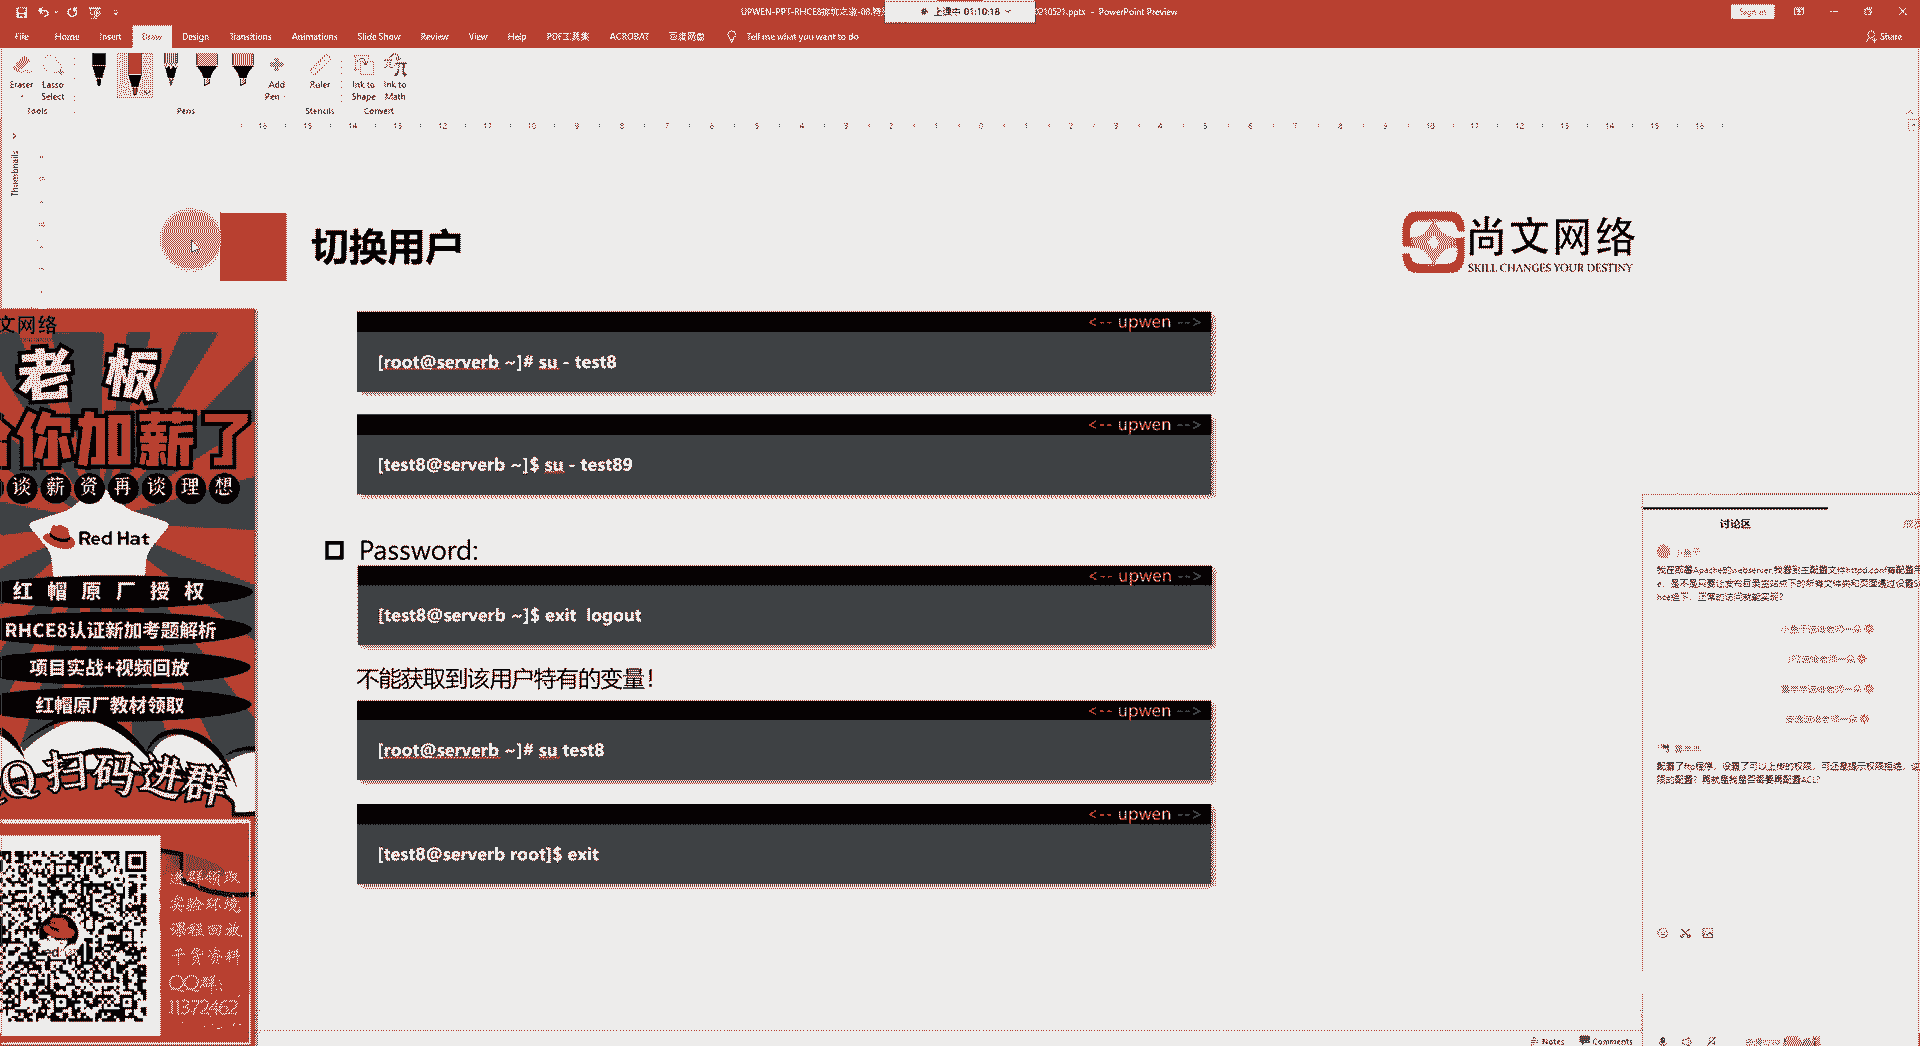 UPWEN-PPT-RHCE8
上课中 01:10:18
0210521.pptx - PowerPoint Preview
Sign in
File Home Insert Draw Design Transitions Animations Slide Show Review View Help PDF工具集 ACROBAT 百度网盘 Tell me what you want to do
Share
Eraser
Lasso Select
Add Pen
Ruler
Ink to Shape
Ink to Math
Tools
Pens
Stencils
Convert
Thumbnails
切换用户
尚文网络
SKILL CHANGES YOUR DESTINY
<-- upwen -->
[root@serverb ~]# su - test8
<-- upwen -->
[test8@serverb ~]$ su - test89
Password:
<-- upwen -->
[test8@serverb ~]$ exit logout
不能获取到该用户特有的变量!
<-- upwen -->
[root@serverb ~]# su test8
<-- upwen -->
[test8@serverb root]$ exit
文网络
老板
你加薪了
谈薪资再谈理想
Red Hat
红帽原厂授权
RHCE8认证新加考题解析
项目实战+视频回放
红帽原厂教材领取
Q扫码进群
进群领取
实验环境
课程回放
干货资料
QQ群:
11372462
讨论区
Notes
Comments